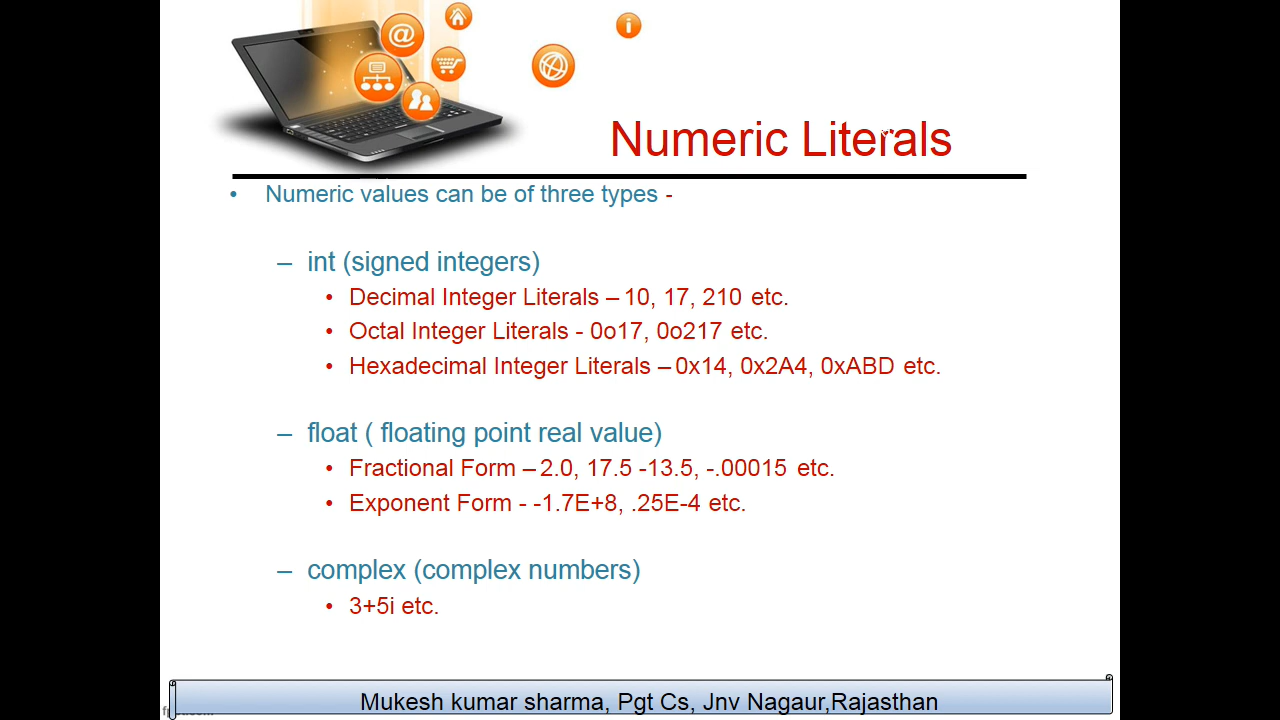 Numeric Literals
• Numeric values can be of three types -
– int (signed integers)
• Decimal Integer Literals – 10, 17, 210 etc.
• Octal Integer Literals - 0o17, 0o217 etc.
• Hexadecimal Integer Literals – 0x14, 0x2A4, 0xABD etc.
– float ( floating point real value)
• Fractional Form – 2.0, 17.5 -13.5, -.00015 etc.
• Exponent Form - -1.7E+8, .25E-4 etc.
– complex (complex numbers)
• 3+5i etc.
Mukesh kumar sharma, Pgt Cs, Jnv Nagaur,Rajasthan